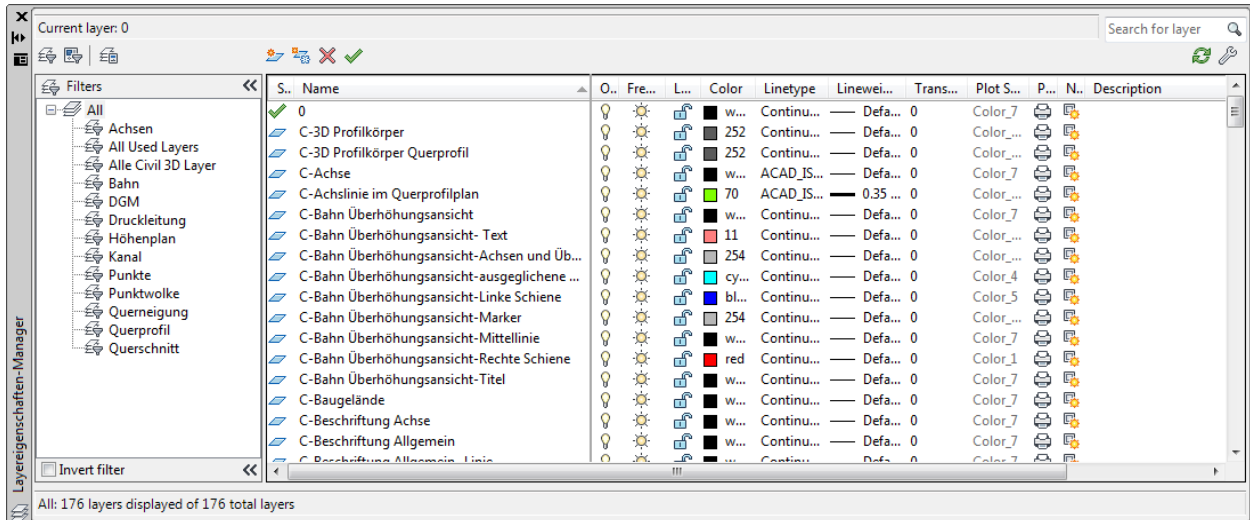 Current layer: 0
Search for layer
Filters
All
Achsen
All Used Layers
Alle Civil 3D Layer
Bahn
DGM
Druckleitung
Höhenplan
Kanal
Punkte
Punktwolke
Querneigung
Querprofil
Querschnitt
Invert filter
S.. Name O.. Fre... L... Color Linetype Linewei... Trans... Plot S... P... N.. Description
0 w... Continu... Defa... 0 Color_7
C-3D Profilkörper 252 Continu... Defa... 0 Color_...
C-3D Profilkörper Querprofil 252 Continu... Defa... 0 Color_...
C-Achse w... ACAD_IS... Defa... 0 Color_7
C-Achslinie im Querprofilplan 70 ACAD_IS... 0.35 ... 0 Color_...
C-Bahn Überhöhungsansicht w... Continu... Defa... 0 Color_7
C-Bahn Überhöhungsansicht- Text 11 Continu... Defa... 0 Color_...
C-Bahn Überhöhungsansicht-Achsen und Üb... 254 Continu... Defa... 0 Color_...
C-Bahn Überhöhungsansicht-ausgeglichene ... cy... Continu... Defa... 0 Color_4
C-Bahn Überhöhungsansicht-Linke Schiene bl... Continu... Defa... 0 Color_5
C-Bahn Überhöhungsansicht-Marker 254 Continu... Defa... 0 Color_...
C-Bahn Überhöhungsansicht-Mittellinie w... Continu... Defa... 0 Color_7
C-Bahn Überhöhungsansicht-Rechte Schiene red Continu... Defa... 0 Color_1
C-Bahn Überhöhungsansicht-Titel w... Continu... Defa... 0 Color_7
C-Baugelände w... Continu... Defa... 0 Color_7
C-Beschriftung Achse w... Continu... Defa... 0 Color_7
C-Beschriftung Allgemein w... Continu... Defa... 0 Color_7
C-Beschriftung Allgemein- Linie w... Continu... Defa... 0 Color_7
Layereigenschaften-Manager
All: 176 layers displayed of 176 total layers